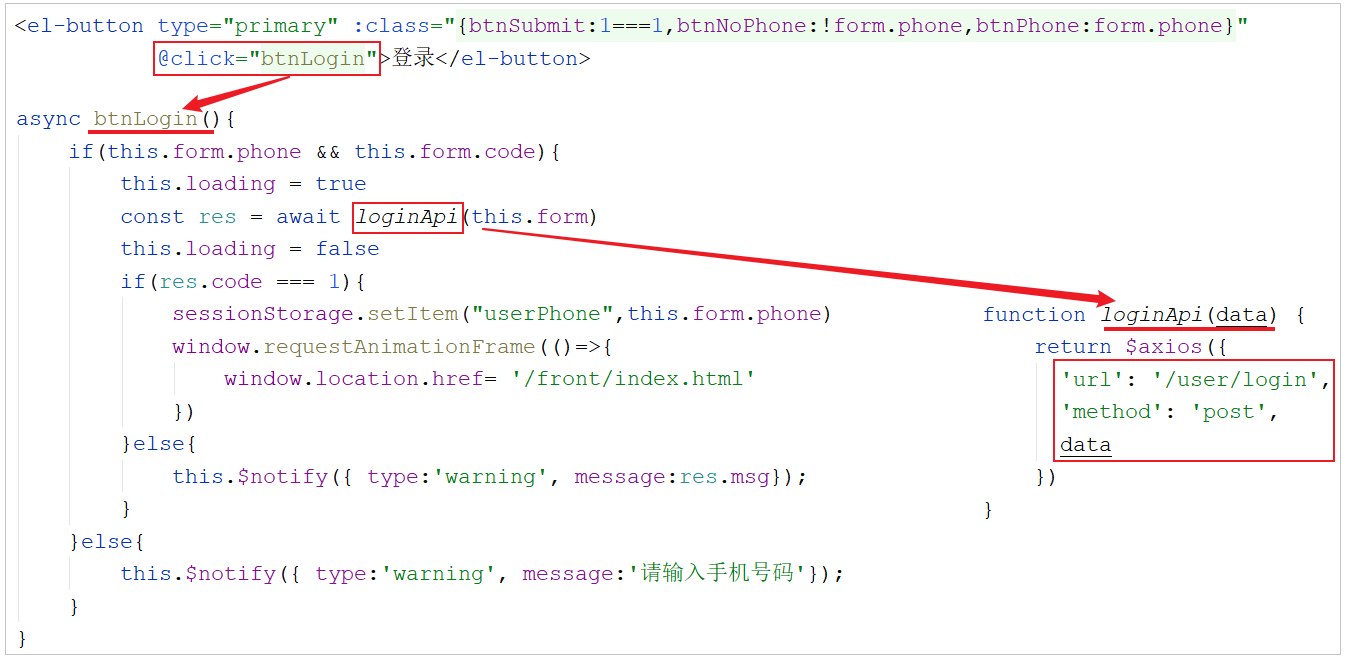 <el-button type="primary" :class="{btnSubmit:1===1,btnNoPhone:!form.phone,btnPhone:form.phone}"
@click="btnLogin">登录</el-button>
async btnLogin(){
if(this.form.phone && this.form.code){
this.loading = true
const res = await loginApi(this.form)
this.loading = false
if(res.code === 1){
sessionStorage.setItem("userPhone",this.form.phone)
window.requestAnimationFrame(()=>{
window.location.href= '/front/index.html'
})
}else{
this.$notify({ type:'warning', message:res.msg});
}
}else{
this.$notify({ type:'warning', message:'请输入手机号码'});
}
}
function loginApi(data) {
return $axios({
'url': '/user/login',
'method': 'post',
data
})
}